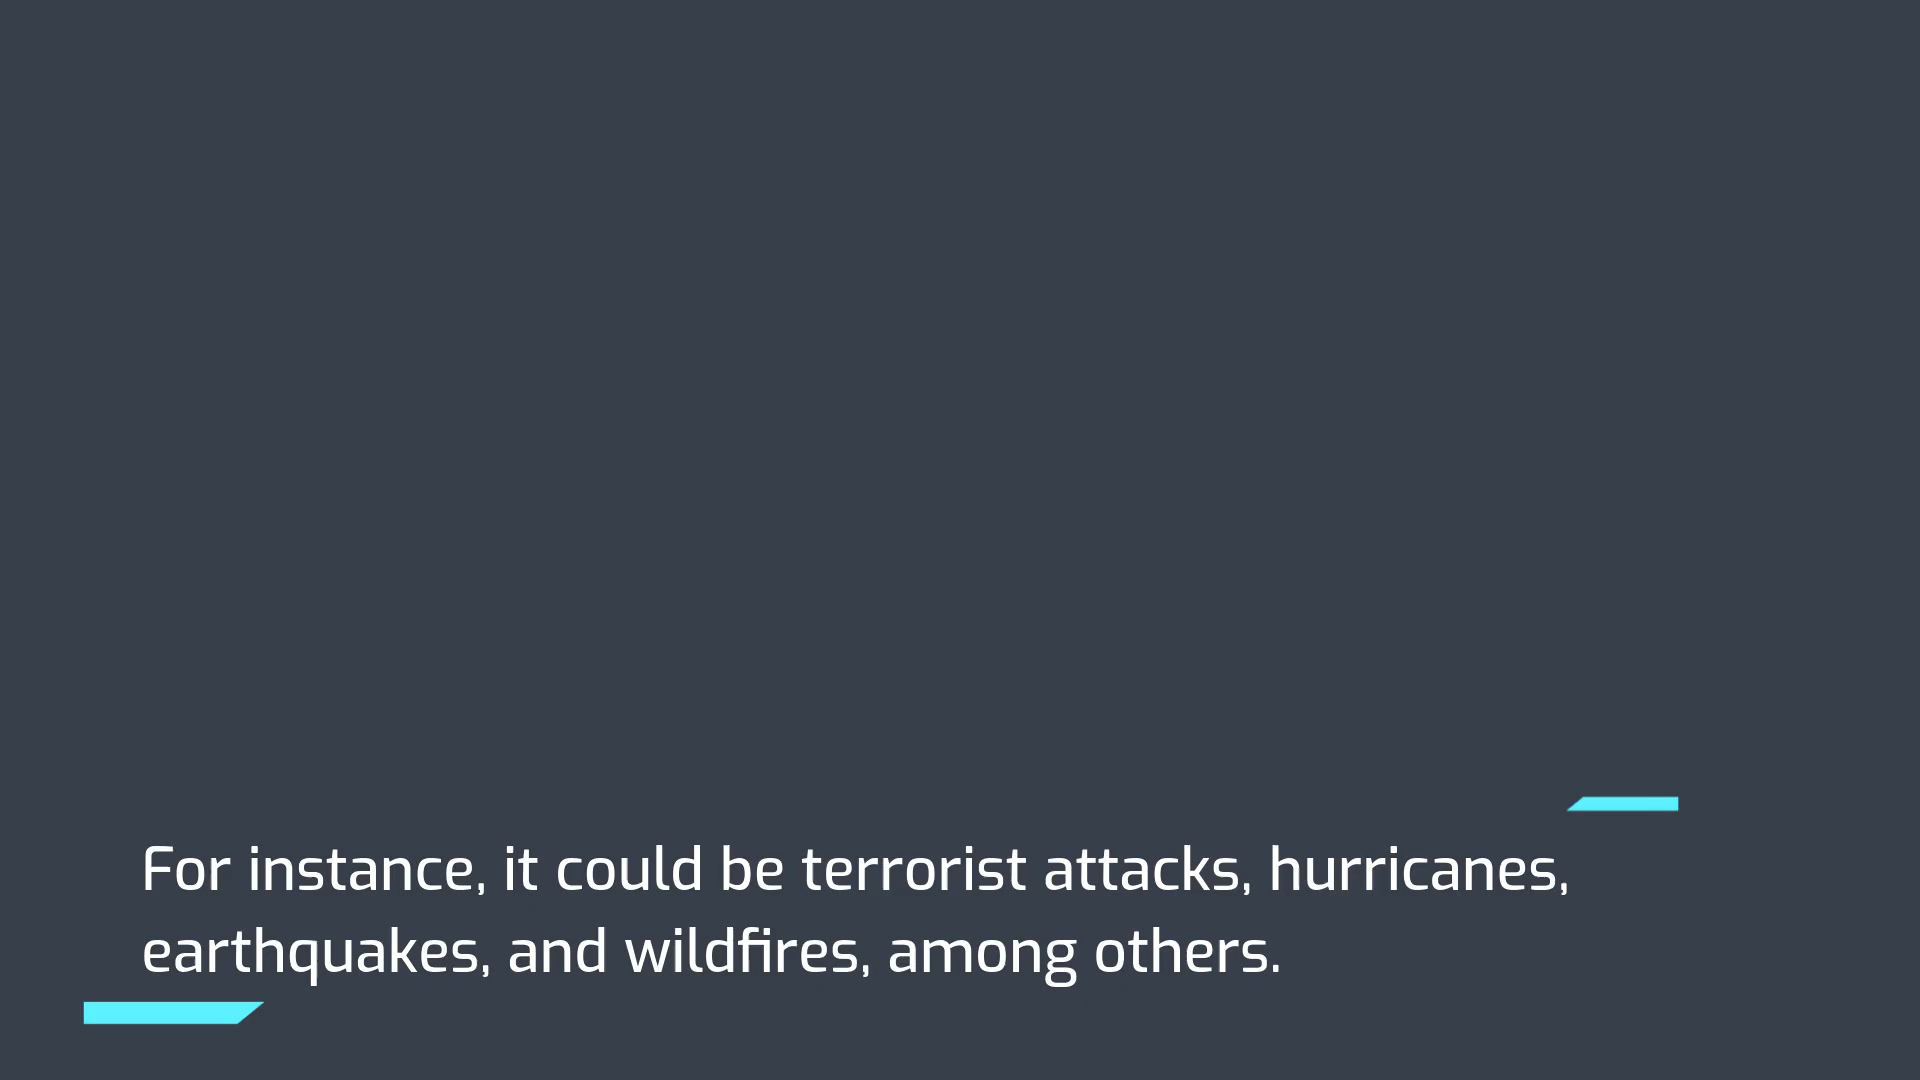 For instance, it could be terrorist attacks, hurricanes,
earthquakes, and wildfires, among others.